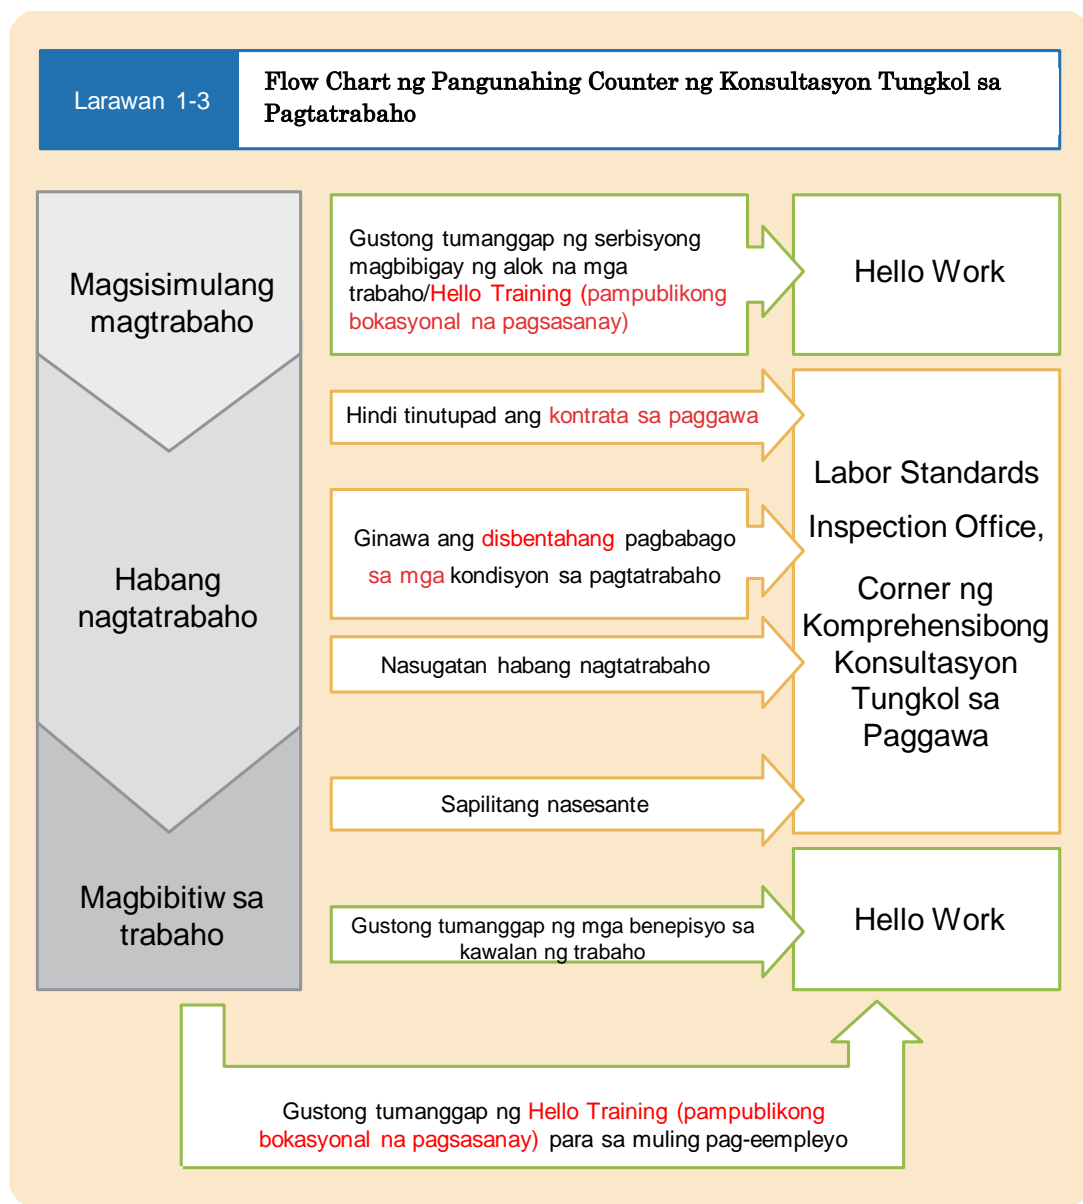 Larawan 1-3
Flow Chart ng Pangunahing Counter ng Konsultasyon Tungkol sa
Pagtatrabaho
Magsisimulang
magtrabaho
Gustong tumanggap ng serbisyong
magbibigay ng alok na mga
trabaho/Hello Training (pampublikong
bokasyonal na pagsasanay)
Hello Work
Habang
nagtatrabaho
Hindi tinutupad ang kontrata sa paggawa
Ginawa ang disbentahang pagbabago
sa mga kondisyon sa pagtatrabaho
Nasugatan habang nagtatrabaho
Sapilitang nasesante
Labor Standards
Inspection Office,
Corner ng
Komprehensibong
Konsultasyon
Tungkol sa
Paggawa
Magbibitiw sa
trabaho
Gustong tumanggap ng mga benepisyo sa
kawalan ng trabaho
Hello Work
Gustong tumanggap ng Hello Training (pampublikong
bokasyonal na pagsasanay) para sa muling pag-eempleyo